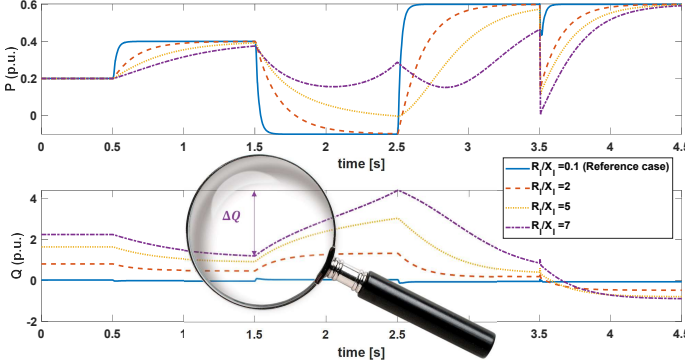 0.6
0.4
0.2
0
P (p.u.)
0 0.5 1 1.5 2 2.5 3 3.5 4 4.5
time [s]
R_l/X_l =0.1 (Reference case)
R_l/X_l =2
R_l/X_l =5
R_l/X_l =7
4
2
0
-2
Q (p.u.)
ΔQ
0 0.5 1 1.5 2 2.5 3 3.5 4 4.5
time [s]